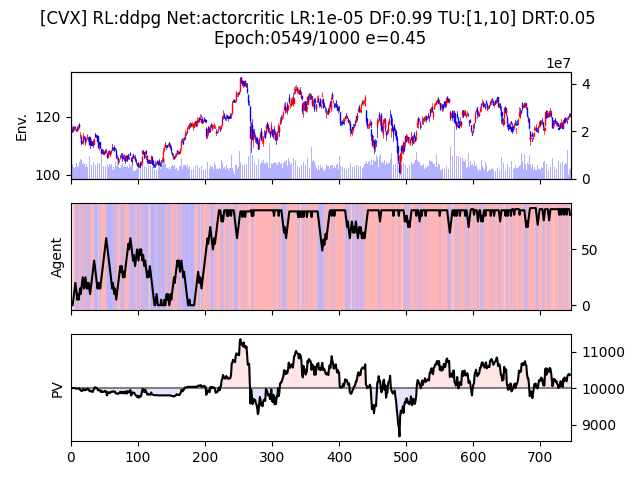 [CVX] RL:ddpg Net:actorcritic LR:1e-05 DF:0.99 TU:[1,10] DRT:0.05
Epoch:0549/1000 e=0.45
1e7
Env.
120
100
4
2
0
Agent
50
0
PV
11000
10000
9000
0 100 200 300 400 500 600 700